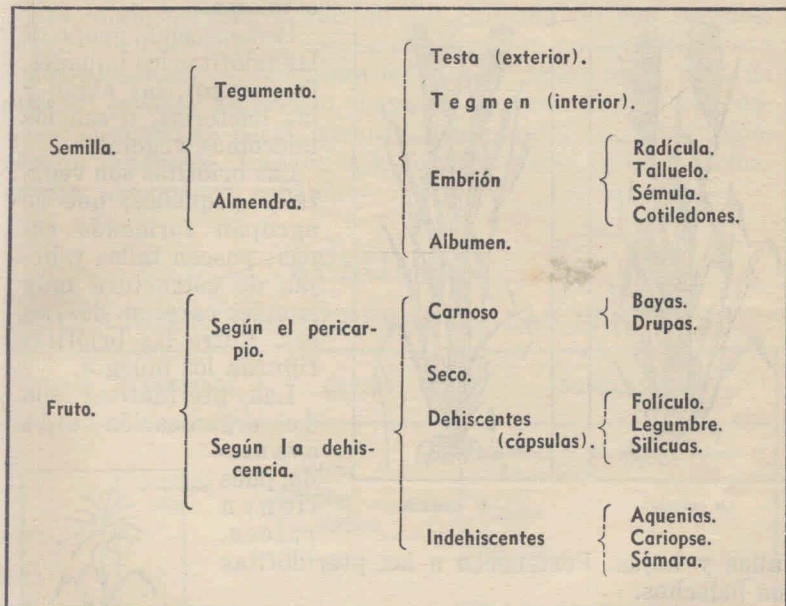 Semilla.
Tegumento.
Almendra.
Testa (exterior).
Tegmen (interior).
Embrión
Radícula.
Talluelo.
Sémula.
Cotiledones.
Albumen.
Fruto.
Según el pericar-
pio.
Según la dehis-
cencia.
Carnoso
Bayas.
Drupas.
Seco.
Dehiscentes
(cápsulas).
Folículo.
Legumbre.
Silicuas.
Indehiscentes
Aquenias.
Cariopse.
Sámara.